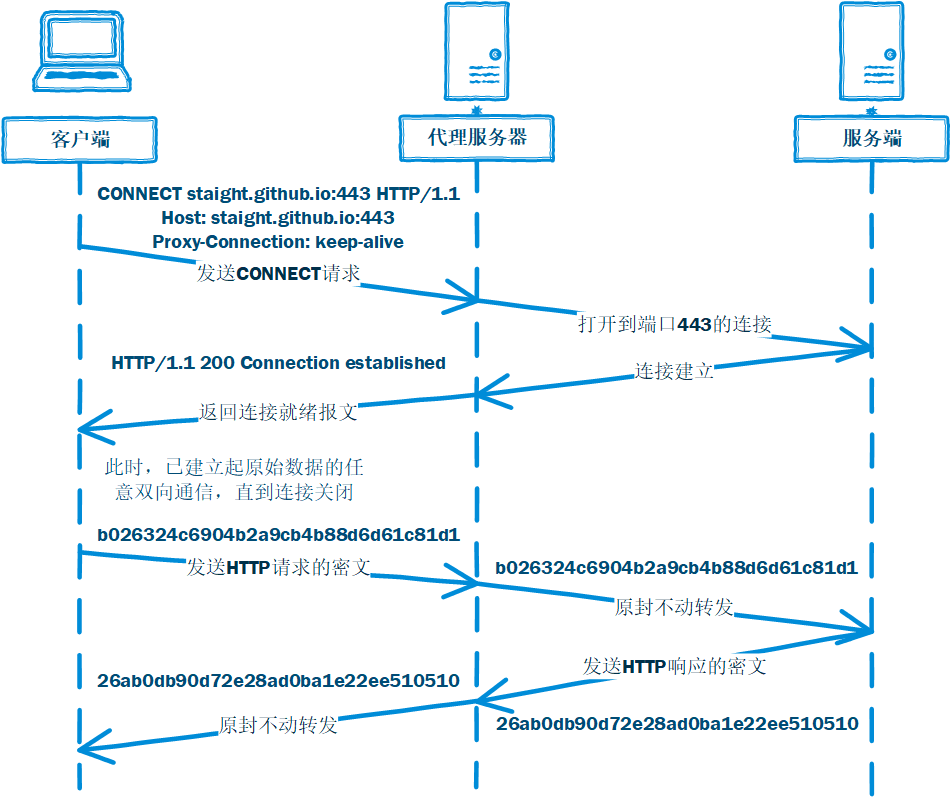 客户端
代理服务器
服务端
CONNECT staight.github.io:443 HTTP/1.1
Host: staight.github.io:443
Proxy-Connection: keep-alive
发送CONNECT请求
打开到端口443的连接
HTTP/1.1 200 Connection established
连接建立
返回连接就绪报文
此时，已建立起原始数据的任
意双向通信，直到连接关闭
b026324c6904b2a9cb4b88d6d61c81d1
发送HTTP请求的密文
b026324c6904b2a9cb4b88d6d61c81d1
原封不动转发
发送HTTP响应的密文
26ab0db90d72e28ad0ba1e22ee510510
原封不动转发
26ab0db90d72e28ad0ba1e22ee510510